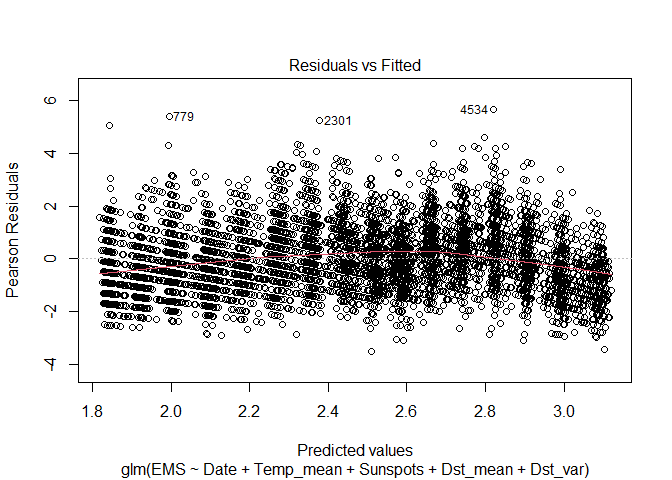 Residuals vs Fitted
Pearson Residuals
6
4
2
0
-2
-4
779
2301
4534
1.8 2.0 2.2 2.4 2.6 2.8 3.0
Predicted values
glm(EMS ~ Date + Temp_mean + Sunspots + Dst_mean + Dst_var)